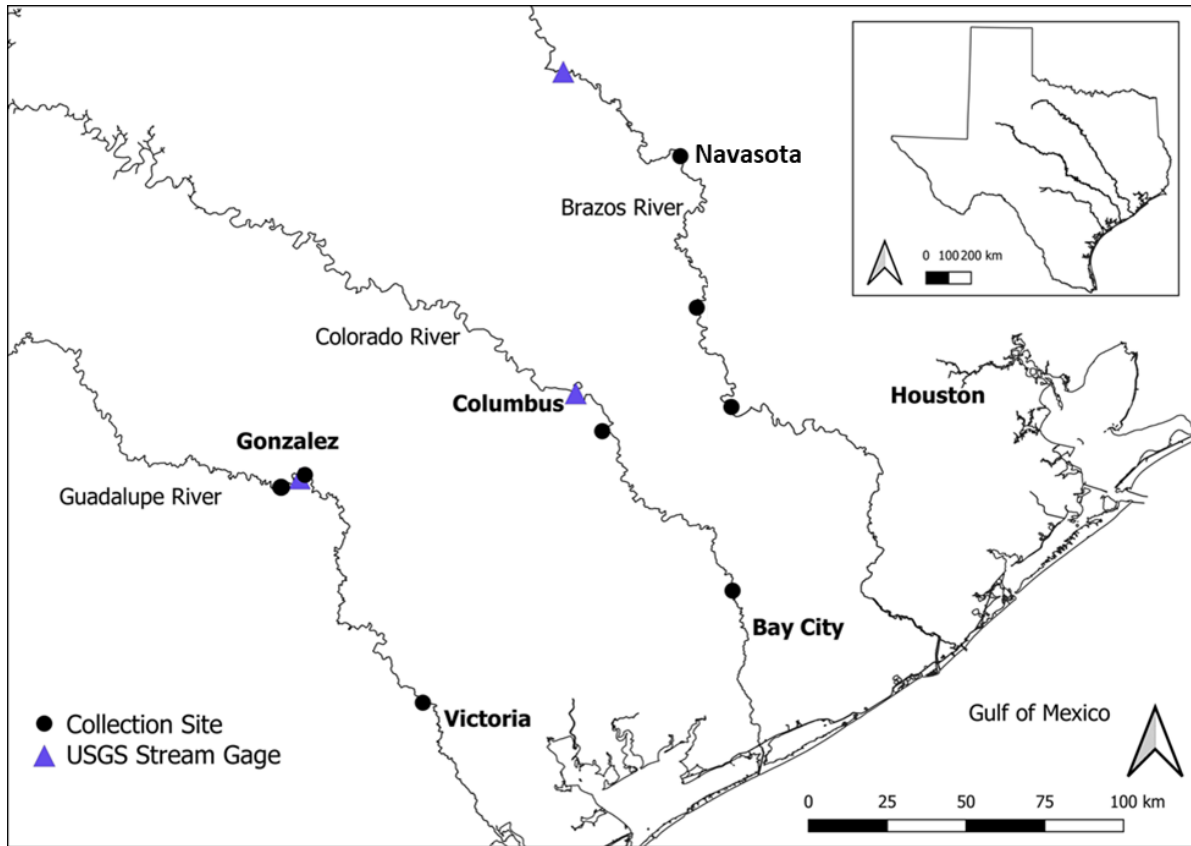 Navasota
Brazos River
0 100 200 km
Colorado River
Columbus
Houston
Gonzalez
Guadalupe River
Bay City
Victoria
Gulf of Mexico
Collection Site
USGS Stream Gage
0 25 50 75 100 km